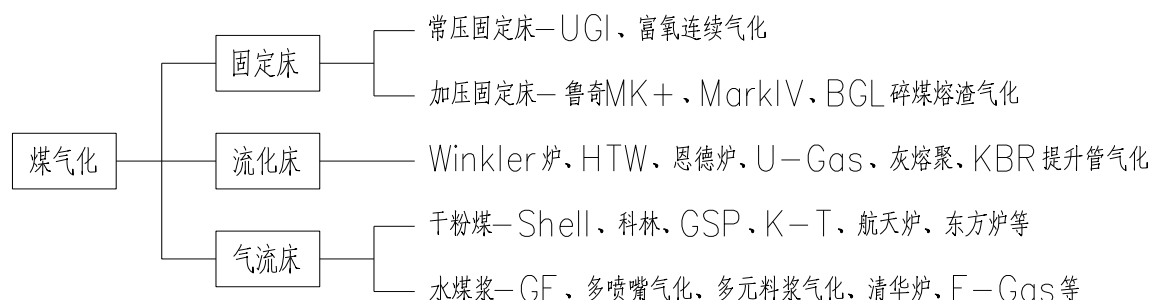 常压固定床—UGI、富氧连续气化
固定床
加压固定床—鲁奇MK+、MarkIV、BGL碎煤熔渣气化
煤气化
流化床
Winkler炉、HTW、恩德炉、U-Gas、灰熔聚、KBR提升管气化
干粉煤—Shell、科林、GSP、K-T、航天炉、东方炉等
气流床
水煤浆—GE、多喷嘴气化、多元料浆气化、清华炉、E-Gas等